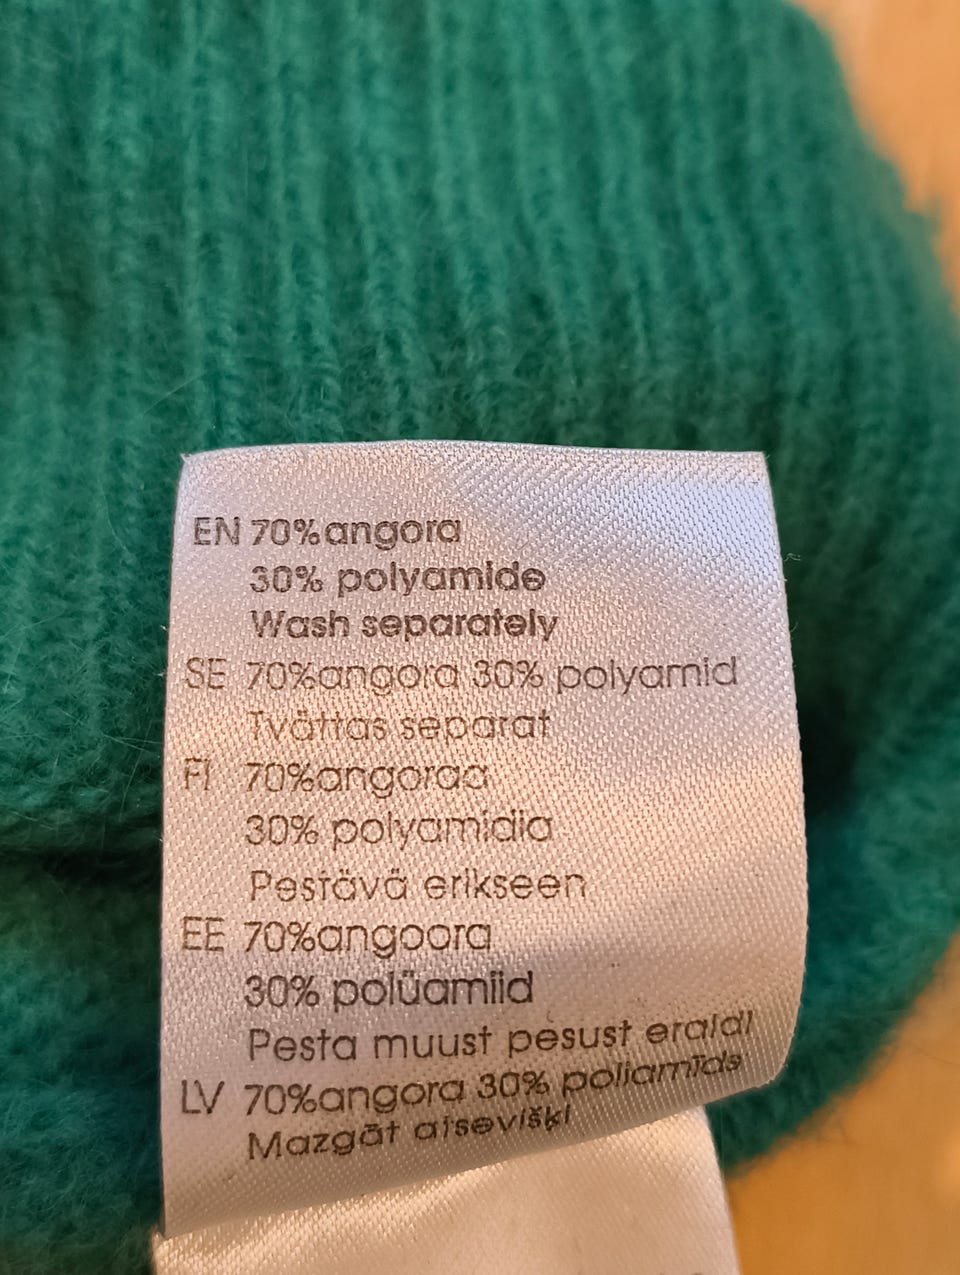 EN 70%angora
30% polyamide
Wash separately
SE 70%angora 30% polyamid
Tvättas separat
FI 70%angoraa
30% polyamidia
Pestävä erikseen
EE 70%angoora
30% polüamiid
Pesta muust pesust eraldi
LV 70%angora 30% poliamīds
Mazgāt aisevišķi